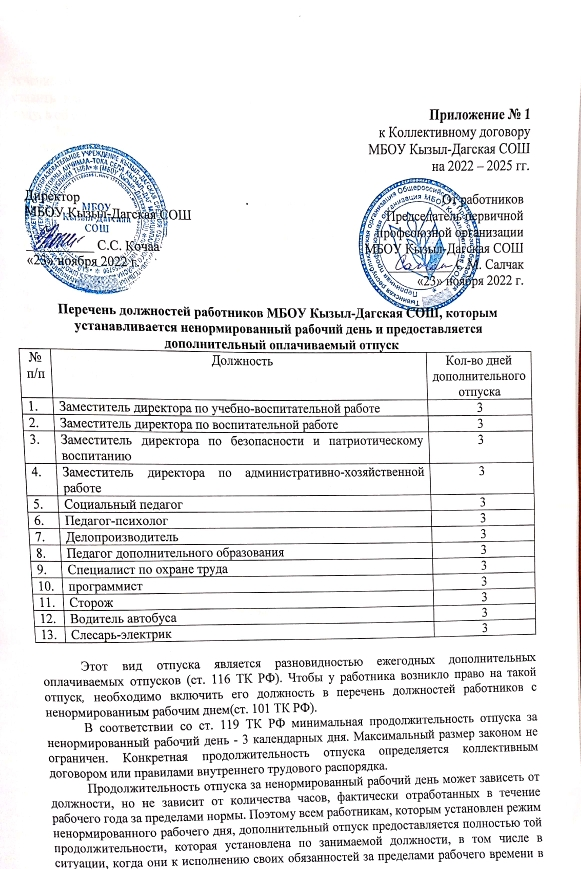 Приложение № 1
к Коллективному договору
МБОУ Кызыл-Дагская СОШ
на 2022 – 2025 гг.
Директор
МБОУ Кызыл-Дагская СОШ
С.С. Кочаа
«23» ноября 2022 г.
МБОУ
Кызыл-Дагская
СОШ
От работников
Председатель первичной
профсоюзной организации
МБОУ Кызыл-Дагская СОШ
М. Салчак
«23» ноября 2022 г.
Перечень должностей работников МБОУ Кызыл-Дагская СОШ, которым
устанавливается ненормированный рабочий день и предоставляется
дополнительный оплачиваемый отпуск
№ п/п Должность Кол-во дней дополнительного отпуска
1. Заместитель директора по учебно-воспитательной работе 3
2. Заместитель директора по воспитательной работе 3
3. Заместитель директора по безопасности и патриотическому 3
воспитанию
4. Заместитель директора по административно-хозяйственной 3
работе
5. Социальный педагог 3
6. Педагог-психолог 3
7. Делопроизводитель 3
8. Педагог дополнительного образования 3
9. Специалист по охране труда 3
10. программист 3
11. Сторож 3
12. Водитель автобуса 3
13. Слесарь-электрик 3
Этот вид отпуска является разновидностью ежегодных дополнительных
оплачиваемых отпусков (ст. 116 ТК РФ). Чтобы у работника возникло право на такой
отпуск, необходимо включить его должность в перечень должностей работников с
ненормированным рабочим днем(ст. 101 ТК РФ).
В соответствии со ст. 119 ТК РФ минимальная продолжительность отпуска за
ненормированный рабочий день - 3 календарных дня. Максимальный размер законом не
ограничен. Конкретная продолжительность отпуска определяется коллективным
договором или правилами внутреннего трудового распорядка.
Продолжительность отпуска за ненормированный рабочий день может зависеть от
должности, но не зависит от количества часов, фактически отработанных в течение
рабочего года за пределами нормы. Поэтому всем работникам, которым установлен режим
ненормированного рабочего дня, дополнительный отпуск предоставляется полностью той
продолжительности, которая установлена по занимаемой должности, в том числе в
ситуации, когда они к исполнению своих обязанностей за пределами рабочего времени в